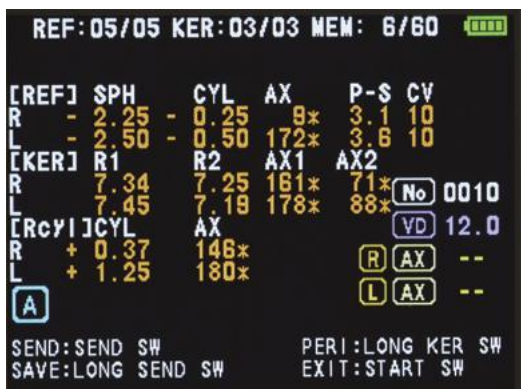 REF:05/05 KER:03/03 MEM: 6/60
[REF] SPH CYL AX P-S CV
R - 2.25 - 0.25 9* 3.1 10
L - 2.50 - 0.50 172* 3.6 10
[KER] R1 R2 AX1 AX2
R 7.34 7.25 161* 71*
L 7.45 7.19 178* 88*
No 0010
VD 12.0
[Rcyl]CYL AX
R + 0.37 146*
L + 1.25 180*
R AX --
L AX --
A
SEND:SEND SW PERI:LONG KER SW
SAVE:LONG SEND SW EXIT:START SW